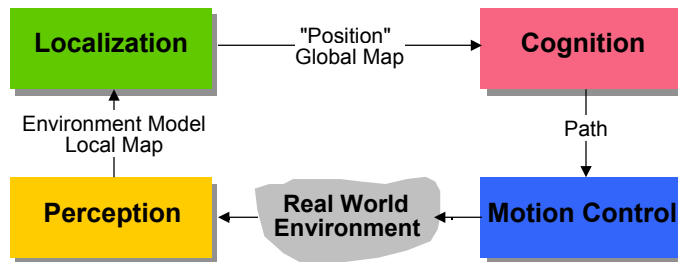 Localization
"Position"
Global Map
Cognition
Environment Model
Local Map
Path
Perception
Real World
Environment
Motion Control